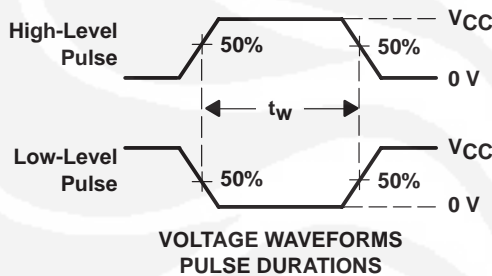 High-Level
Pulse
50%
50%
VCC
0 V
tw
Low-Level
Pulse
50%
50%
VCC
0 V
VOLTAGE WAVEFORMS
PULSE DURATIONS